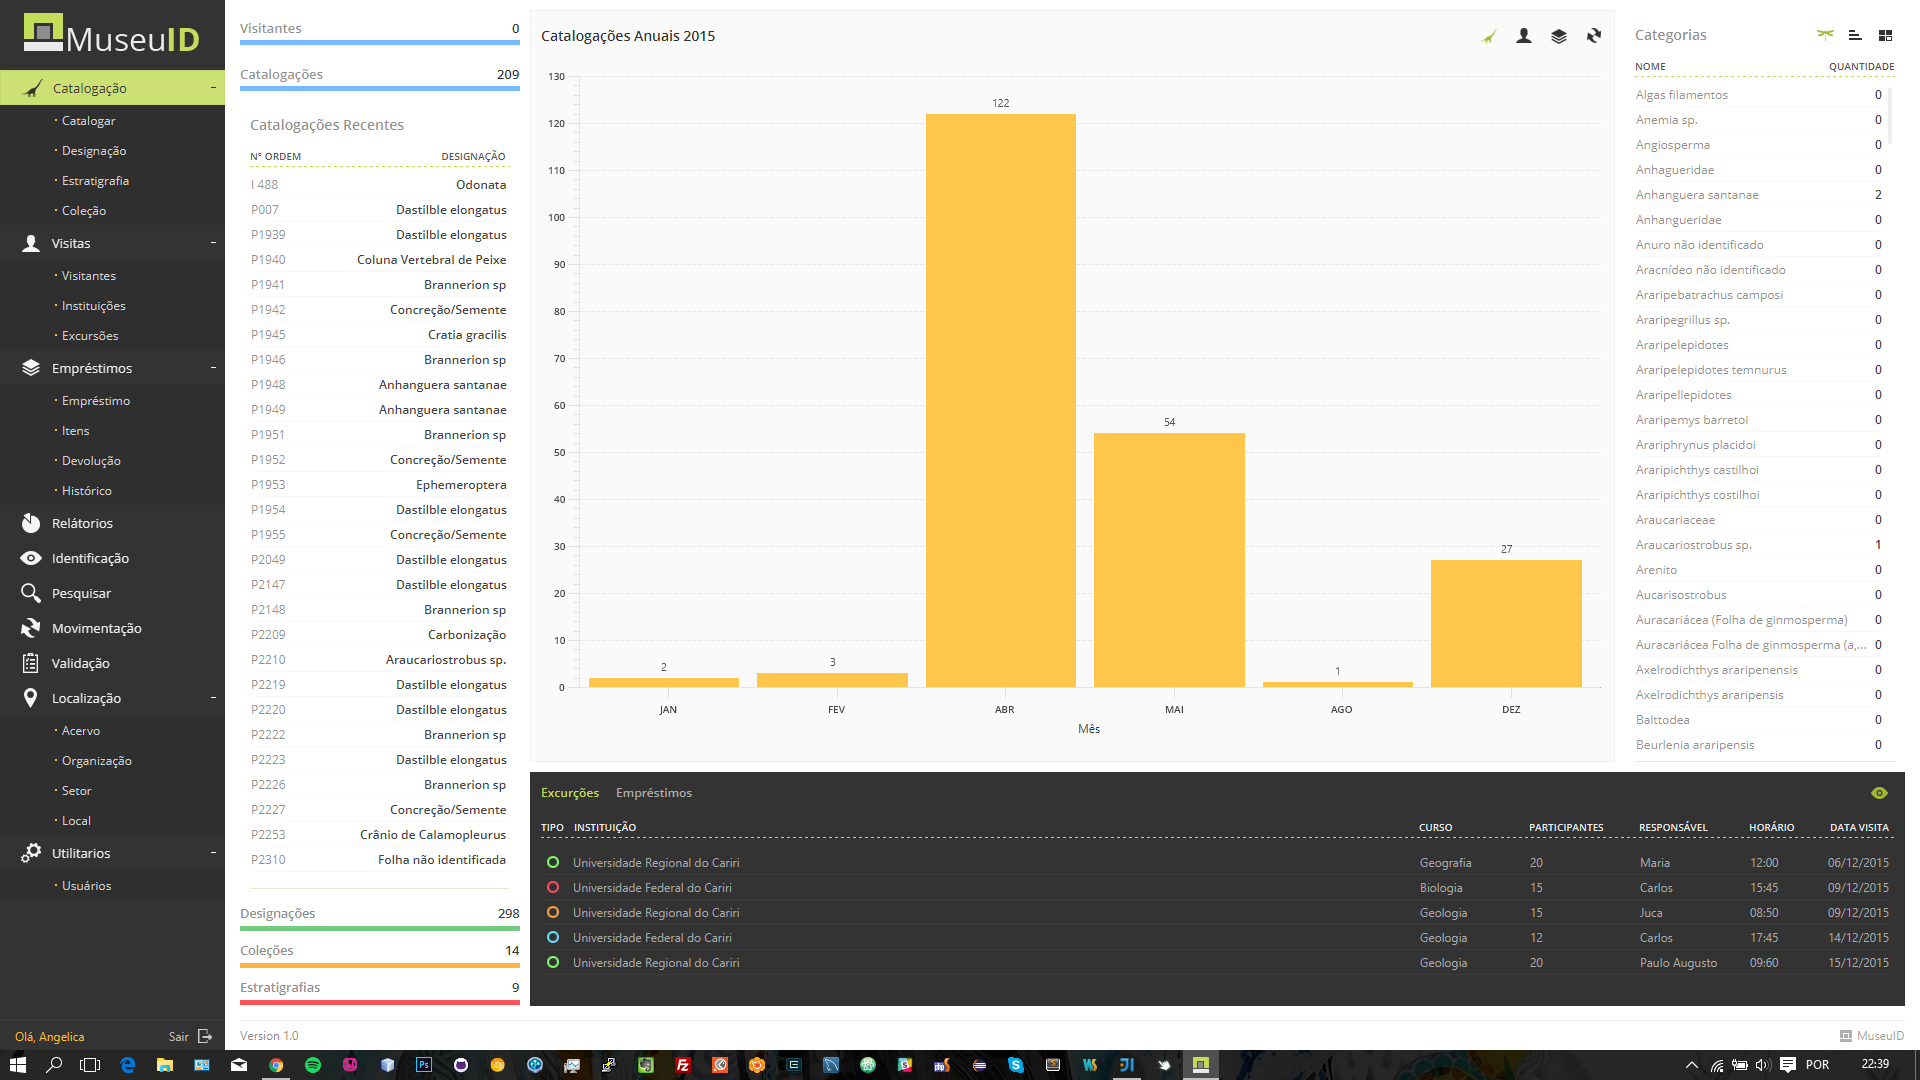 MuseuID
Catalogação -
· Catalogar
· Designação
· Estratigrafia
· Coleção
Visitas -
· Visitantes
· Instituições
· Excursões
Empréstimos -
· Empréstimo
· Itens
· Devolução
· Histórico
Relátorios
Identificação
Pesquisar
Movimentação
Validação
Localização -
· Acervo
· Organização
· Setor
· Local
Utilitarios -
· Usuários
Olá, Angelica Sair
Visitantes 0
Catalogações 209
Catalogações Recentes
Nº ORDEM DESIGNAÇÃO
I 488 Odonata
P007 Dastilble elongatus
P1939 Dastilble elongatus
P1940 Coluna Vertebral de Peixe
P1941 Brannerion sp
P1942 Concreção/Semente
P1945 Cratia gracilis
P1946 Brannerion sp
P1948 Anhanguera santanae
P1949 Anhanguera santanae
P1951 Brannerion sp
P1952 Concreção/Semente
P1953 Ephemeroptera
P1954 Dastilble elongatus
P1955 Concreção/Semente
P2049 Dastilble elongatus
P2147 Dastilble elongatus
P2148 Brannerion sp
P2209 Carbonização
P2210 Araucariostrobus sp.
P2219 Dastilble elongatus
P2220 Dastilble elongatus
P2222 Brannerion sp
P2223 Dastilble elongatus
P2226 Brannerion sp
P2227 Concreção/Semente
P2253 Crânio de Calamopleurus
P2310 Folha não identificada
Designações 298
Coleções 14
Estratigrafias 9
Version 1.0
Catalogações Anuais 2015
130
120
110
100
90
80
70
60
50
40
30
20
10
0
2
3
122
54
1
27
JAN FEV ABR MAI AGO DEZ
Mês
Categorias
NOME QUANTIDADE
Algas filamentos 0
Anemia sp. 0
Angiosperma 0
Anhagueridae 0
Anhanguera santanae 2
Anhangueridae 0
Anuro não identificado 0
Aracnídeo não identificado 0
Araripebatrachus camposi 0
Araripegrillus sp. 0
Araripelepidotes 0
Araripelepidotes temnurus 0
Araripellepidotes 0
Araripemys barretoi 0
Arariphrynus placidoi 0
Araripichthys castilhoi 0
Araripichthys costilhoi 0
Araucariaceae 0
Araucariostrobus sp. 1
Arenito 0
Aucarisostrobus 0
Auracariácea (Folha de ginmosperma) 0
Auracariácea Folha de ginmosperma (a,... 0
Axelrodichthys araripenensis 0
Axelrodichthys araripensis 0
Balttodea 0
Beurlenia araripensis 0
Excurções Empréstimos
TIPO INSTITUIÇÃO CURSO PARTICIPANTES RESPONSÁVEL HORÁRIO DATA VISITA
Universidade Regional do Cariri Geografia 20 Maria 12:00 06/12/2015
Universidade Federal do Cariri Biologia 15 Carlos 15:45 09/12/2015
Universidade Regional do Cariri Geologia 15 Juca 08:50 09/12/2015
Universidade Federal do Cariri Geologia 12 Carlos 17:45 14/12/2015
Universidade Regional do Cariri Geologia 20 Paulo Augusto 09:60 15/12/2015
MuseuID
POR 22:39